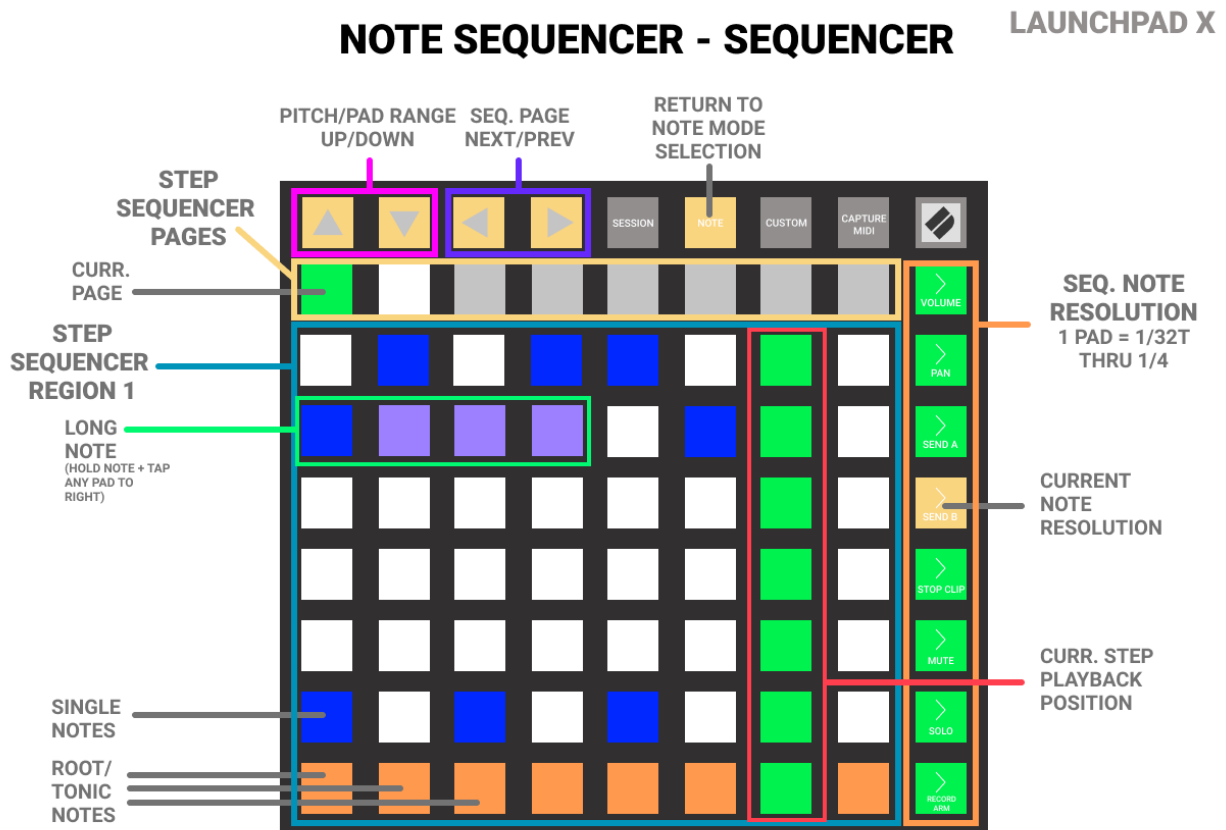 LAUNCHPAD X
NOTE SEQUENCER - SEQUENCER
PITCH/PAD RANGE
UP/DOWN
SEQ. PAGE
NEXT/PREV
RETURN TO
NOTE MODE
SELECTION
STEP
SEQUENCER
PAGES
SESSION
NOTE
CUSTOM
CAPTURE
MIDI
CURR.
PAGE
VOLUME
SEQ. NOTE
RESOLUTION
1 PAD = 1/32T
THRU 1/4
STEP
SEQUENCER
REGION 1
PAN
LONG
NOTE
(HOLD NOTE + TAP
ANY PAD TO
RIGHT)
SEND A
SEND B
CURRENT
NOTE
RESOLUTION
STOP CLIP
MUTE
CURR. STEP
PLAYBACK
POSITION
SINGLE
NOTES
SOLO
ROOT/
TONIC
NOTES
RECORD
ARM